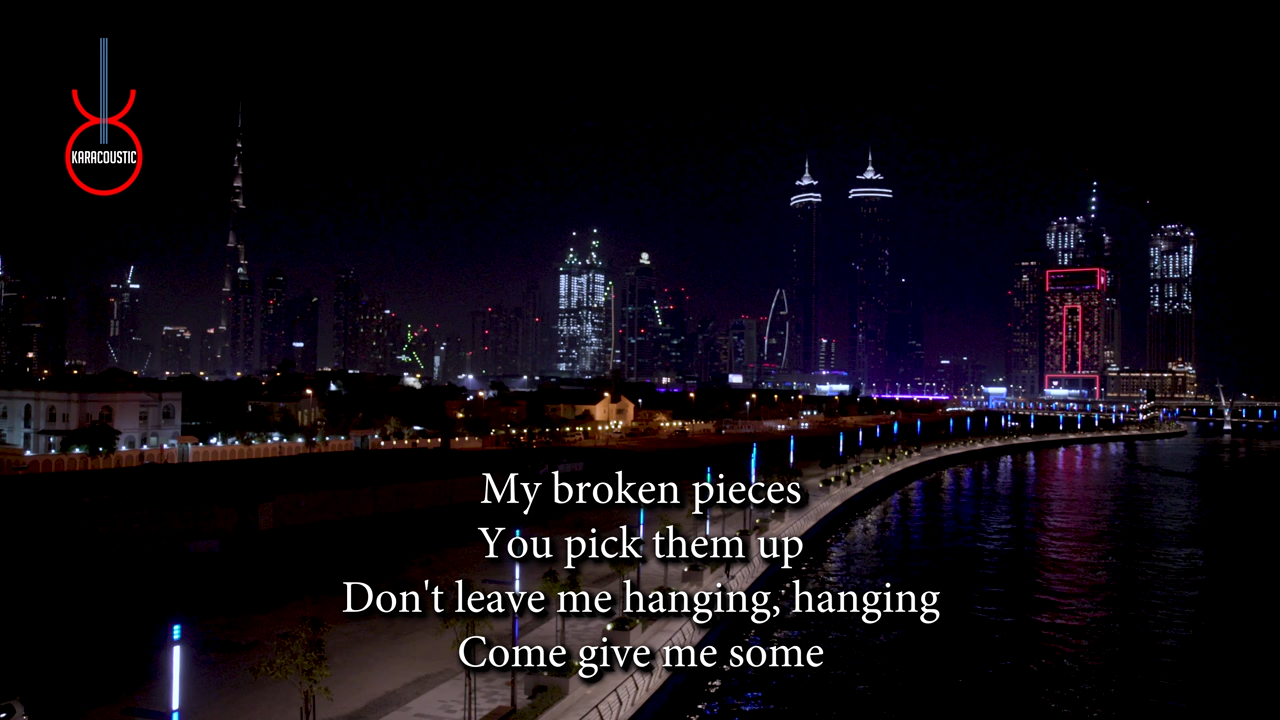 KARACOUSTIC
My broken pieces
You pick them up
Don't leave me hanging, hanging
Come give me some